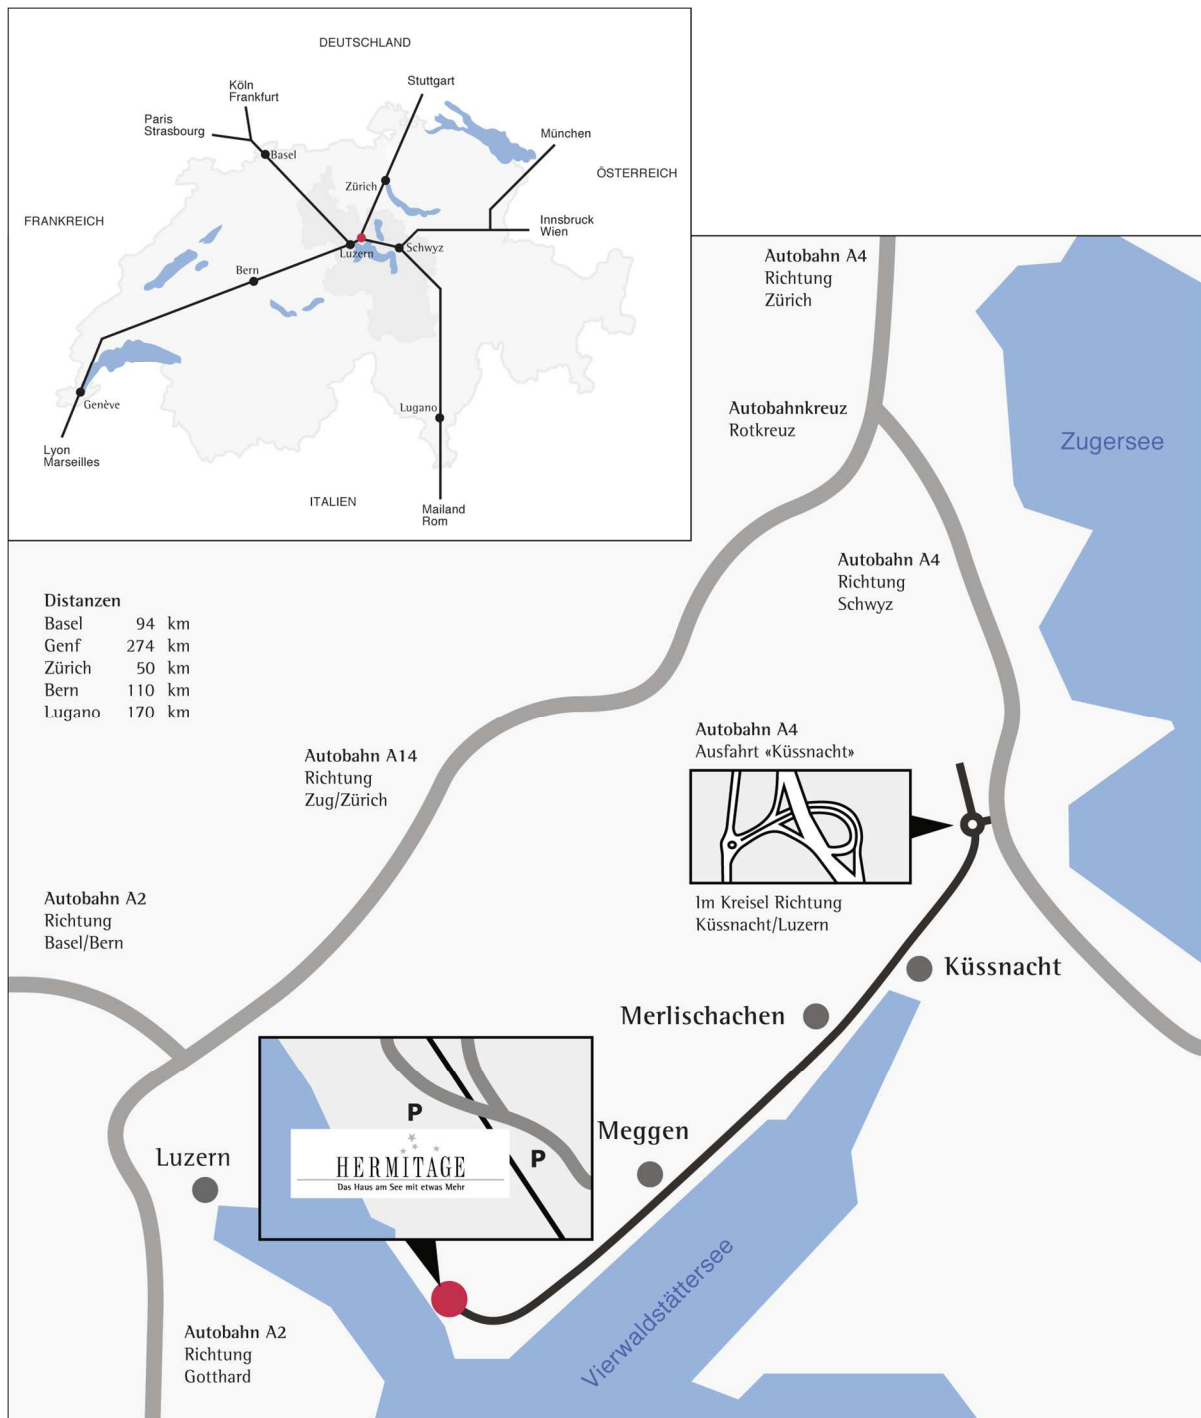 DEUTSCHLAND
Köln
Frankfurt
Stuttgart
Paris
Strasbourg
München
Basel
ÖSTERREICH
Zürich
FRANKREICH
Innsbruck
Wien
Luzern
Schwyz
Bern
Genève
Lugano
Lyon
Marseilles
ITALIEN
Mailand
Rom
Autobahn A4
Richtung
Zürich
Autobahnkreuz
Rotkreuz
Zugersee
Autobahn A4
Richtung
Schwyz
Distanzen
Basel 94 km
Genf 274 km
Zürich 50 km
Bern 110 km
Lugano 170 km
Autobahn A14
Richtung
Zug/Zürich
Autobahn A4
Ausfahrt «Küssnacht»
Im Kreisel Richtung
Küssnacht/Luzern
Autobahn A2
Richtung
Basel/Bern
Küssnacht
Merlischachen
Meggen
Luzern
P
P
HERMITAGE
Das Haus am See mit etwas Mehr
Vierwaldstättersee
Autobahn A2
Richtung
Gotthard